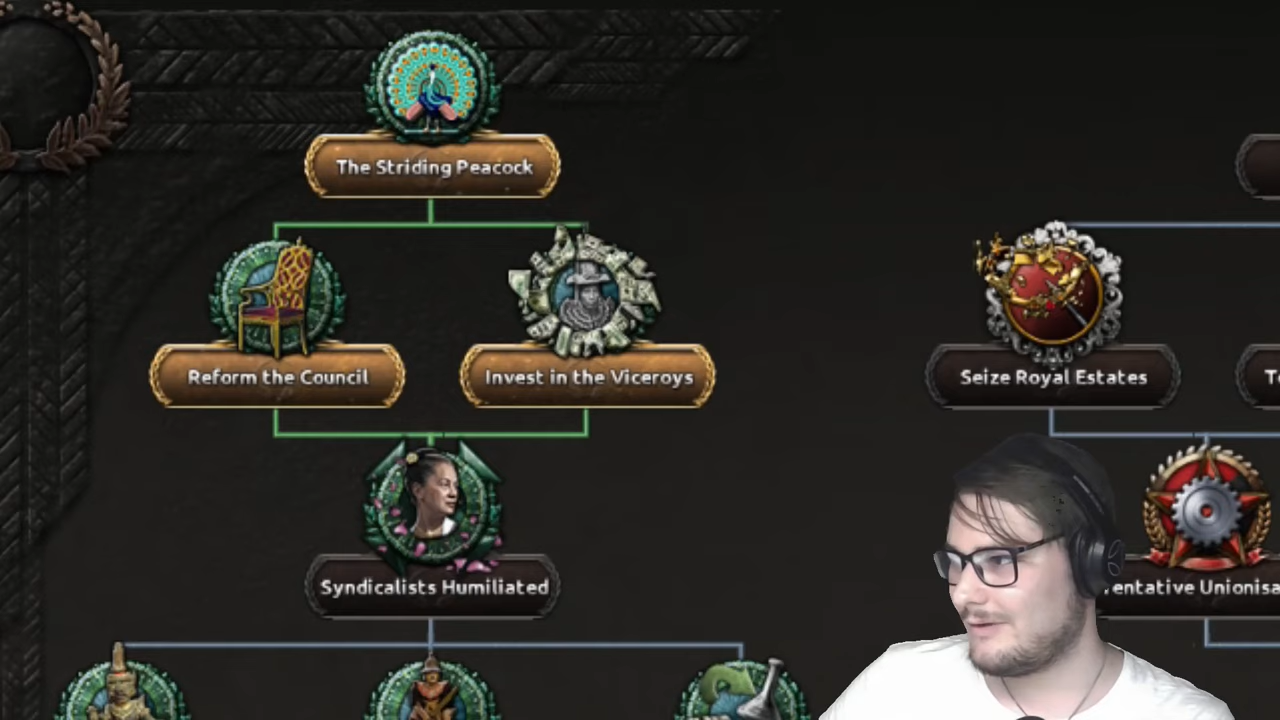 The Striding Peacock
Reform the Council
Invest in the Viceroys
Seize Royal Estates
Syndicalists Humiliated